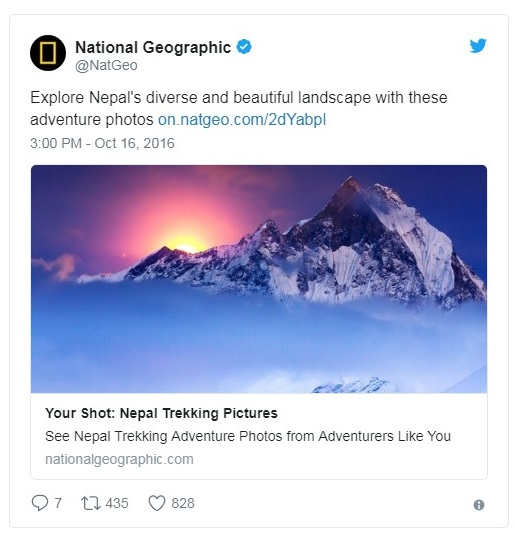 National Geographic
@NatGeo
Explore Nepal's diverse and beautiful landscape with these
adventure photos on.natgeo.com/2dYabpI
3:00 PM - Oct 16, 2016
Your Shot: Nepal Trekking Pictures
See Nepal Trekking Adventure Photos from Adventurers Like You
nationalgeographic.com
7 435 828